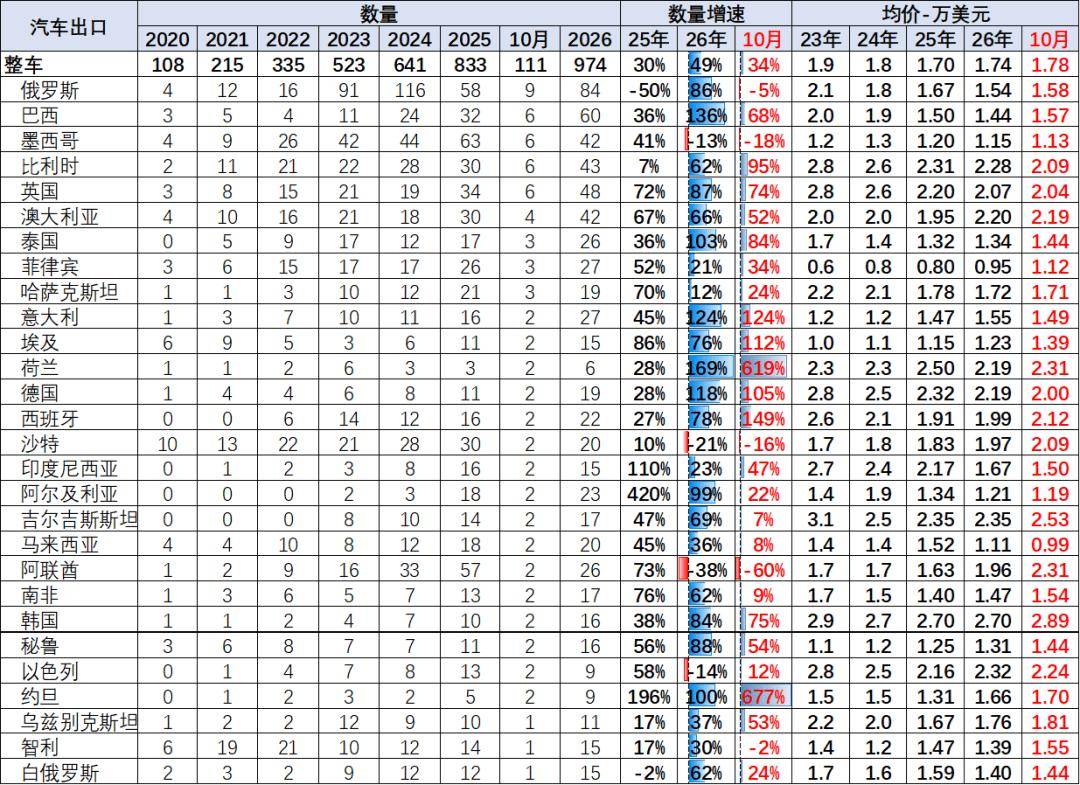 汽车出口 数量 数量增速 均价-万美元
2020 2021 2022 2023 2024 2025 10月 2026 25年 26年 10月 23年 24年 25年 26年 10月
整车 108 215 335 523 641 833 111 974 30% 49% 34% 1.9 1.8 1.70 1.74 1.78
俄罗斯 4 12 16 91 116 58 9 84 -50% 86% -5% 2.1 1.8 1.67 1.54 1.58
巴西 3 5 4 11 24 32 6 60 36% 136% 68% 2.0 1.9 1.50 1.44 1.57
墨西哥 4 9 26 42 44 63 6 42 41% -13% -18% 1.2 1.3 1.20 1.15 1.13
比利时 2 11 21 22 28 30 6 43 7% 62% 95% 2.8 2.6 2.31 2.28 2.09
英国 3 8 15 21 19 34 6 48 72% 87% 74% 2.8 2.6 2.20 2.07 2.04
澳大利亚 4 10 16 21 18 30 4 42 67% 66% 52% 2.0 2.0 1.95 2.20 2.19
泰国 0 5 9 17 12 17 3 26 36% 103% 84% 1.7 1.4 1.32 1.34 1.44
菲律宾 3 6 15 17 17 26 3 27 52% 21% 34% 0.6 0.8 0.80 0.95 1.12
哈萨克斯坦 1 1 3 10 12 21 3 19 70% 12% 24% 2.2 2.1 1.78 1.72 1.71
意大利 1 3 7 10 11 16 2 27 45% 124% 124% 1.2 1.2 1.47 1.55 1.49
埃及 6 9 5 3 6 11 2 15 86% 76% 112% 1.0 1.1 1.15 1.23 1.39
荷兰 1 1 2 6 3 3 2 6 28% 169% 619% 2.3 2.3 2.50 2.19 2.31
德国 1 4 4 6 8 11 2 19 28% 118% 105% 2.8 2.5 2.32 2.19 2.00
西班牙 0 0 6 14 12 16 2 22 27% 78% 149% 2.6 2.1 1.91 1.99 2.12
沙特 10 13 22 21 28 30 2 20 10% -21% -16% 1.7 1.8 1.83 1.97 2.09
印度尼西亚 0 1 2 3 8 16 2 15 110% 23% 47% 2.7 2.4 2.17 1.67 1.50
阿尔及利亚 0 0 0 2 3 18 2 23 420% 99% 22% 1.4 1.9 1.34 1.21 1.19
吉尔吉斯斯坦 0 0 0 8 10 14 2 17 47% 69% 7% 3.1 2.5 2.35 2.35 2.53
马来西亚 4 4 10 8 12 18 2 20 45% 36% 8% 1.4 1.4 1.52 1.11 0.99
阿联酋 1 2 9 16 33 57 2 26 73% -38% -60% 1.7 1.7 1.63 1.96 2.31
南非 1 3 6 5 7 13 2 17 76% 62% 9% 1.7 1.5 1.40 1.47 1.54
韩国 1 1 2 4 7 10 2 16 38% 84% 75% 2.9 2.7 2.70 2.70 2.89
秘鲁 3 6 8 7 7 11 2 16 56% 88% 54% 1.1 1.2 1.25 1.31 1.44
以色列 0 1 4 7 8 13 2 9 58% -14% 12% 2.8 2.5 2.16 2.32 2.24
约旦 0 1 2 3 2 5 2 9 196% 100% 677% 1.5 1.5 1.31 1.66 1.70
乌兹别克斯坦 1 2 2 12 9 10 1 11 17% 37% 53% 2.2 2.0 1.67 1.76 1.81
智利 6 19 21 10 12 14 1 15 17% 30% -2% 1.4 1.2 1.47 1.39 1.55
白俄罗斯 2 3 2 9 12 12 1 15 -2% 62% 24% 1.7 1.6 1.59 1.40 1.44